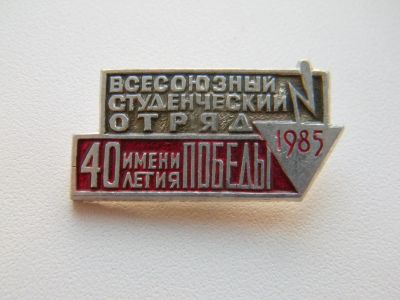 ВСЕСОЮЗНЫЙ
СТУДЕНЧЕСКИЙ
ОТРЯД
40 ИМЕНИ
ЛЕТИЯ ПОБЕДЫ
1985